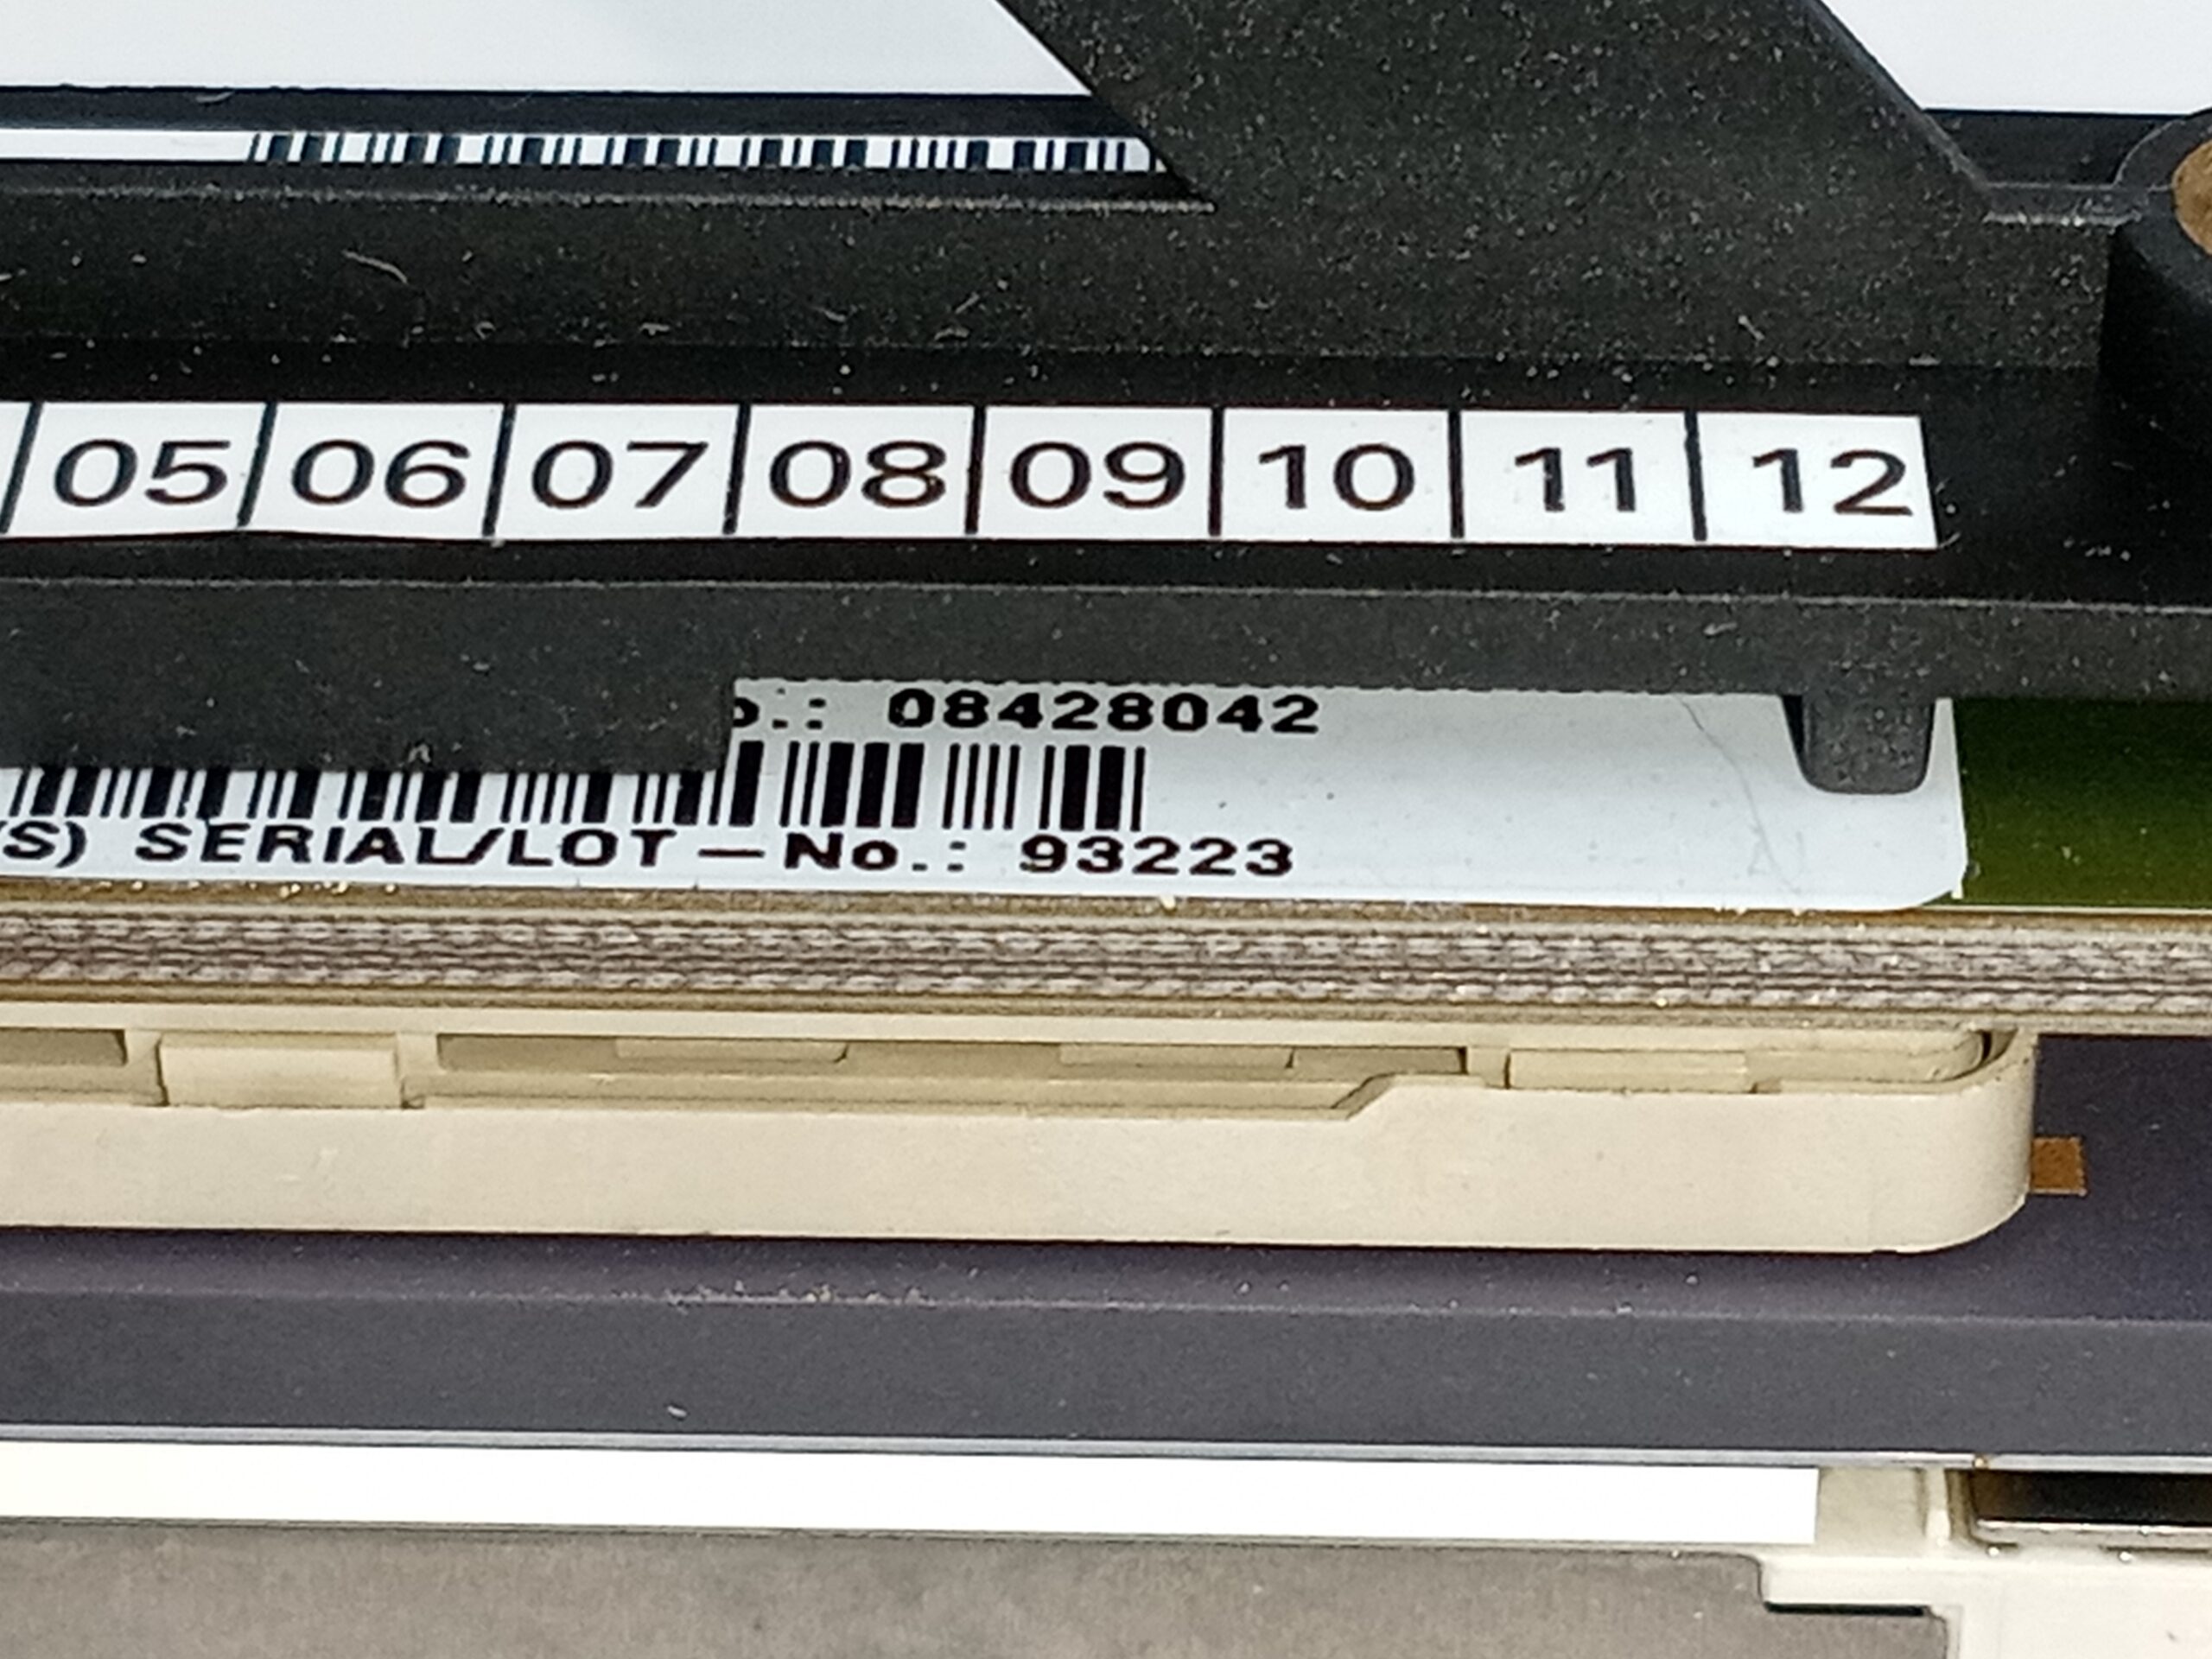 05 06 07 08 09 10 11 12
o.: 08428042
(S) SERIAL/LOT-No.: 93223